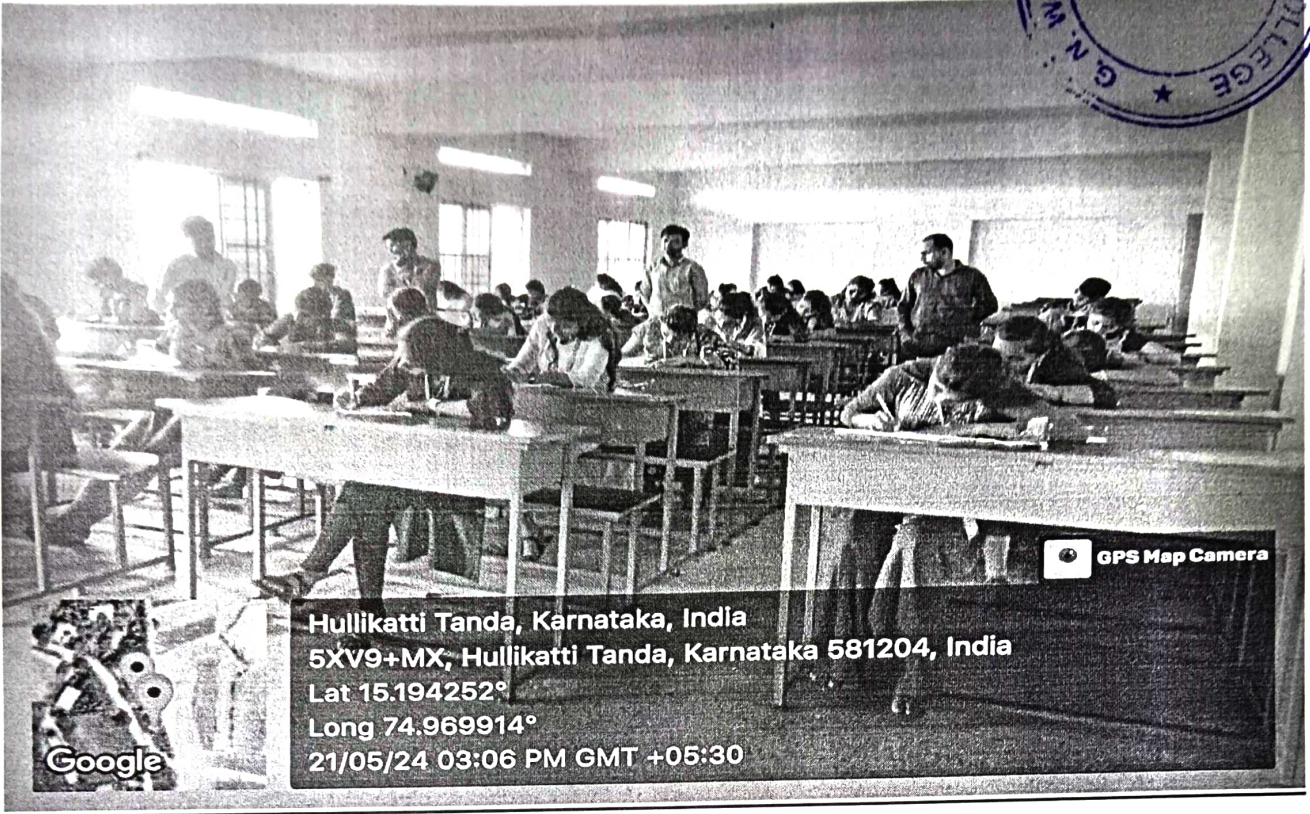 G.N.M
COLLEGE
GPS Map Camera
Hullikatti Tanda, Karnataka, India
5XV9+MX, Hullikatti Tanda, Karnataka 581204, India
Lat 15.194252°
Long 74.969914°
21/05/24 03:06 PM GMT +05:30
Google